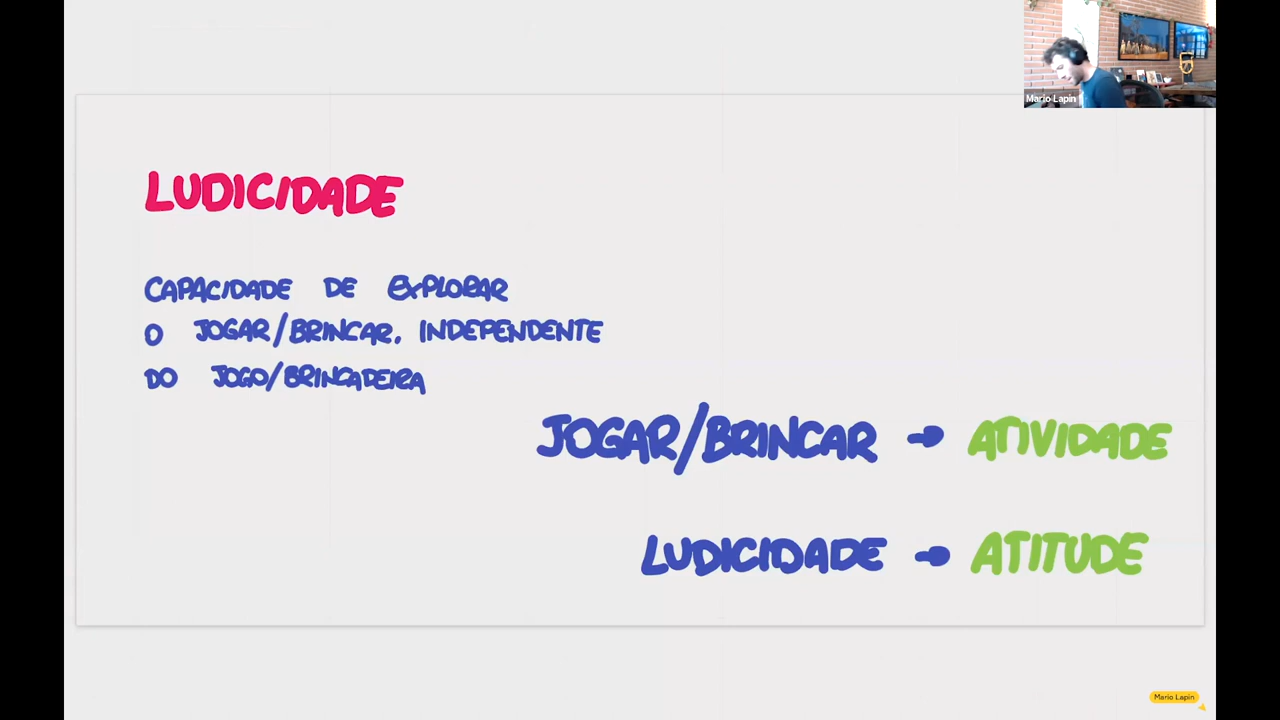 Mario Lapin
LUDICIDADE
CAPACIDADE DE EXPLORAR
O JOGAR/BRINCAR, INDEPENDENTE
DO JOGO/BRINCADEIRA
JOGAR/BRINCAR → ATIVIDADE
LUDICIDADE → ATITUDE
Mario Lapin